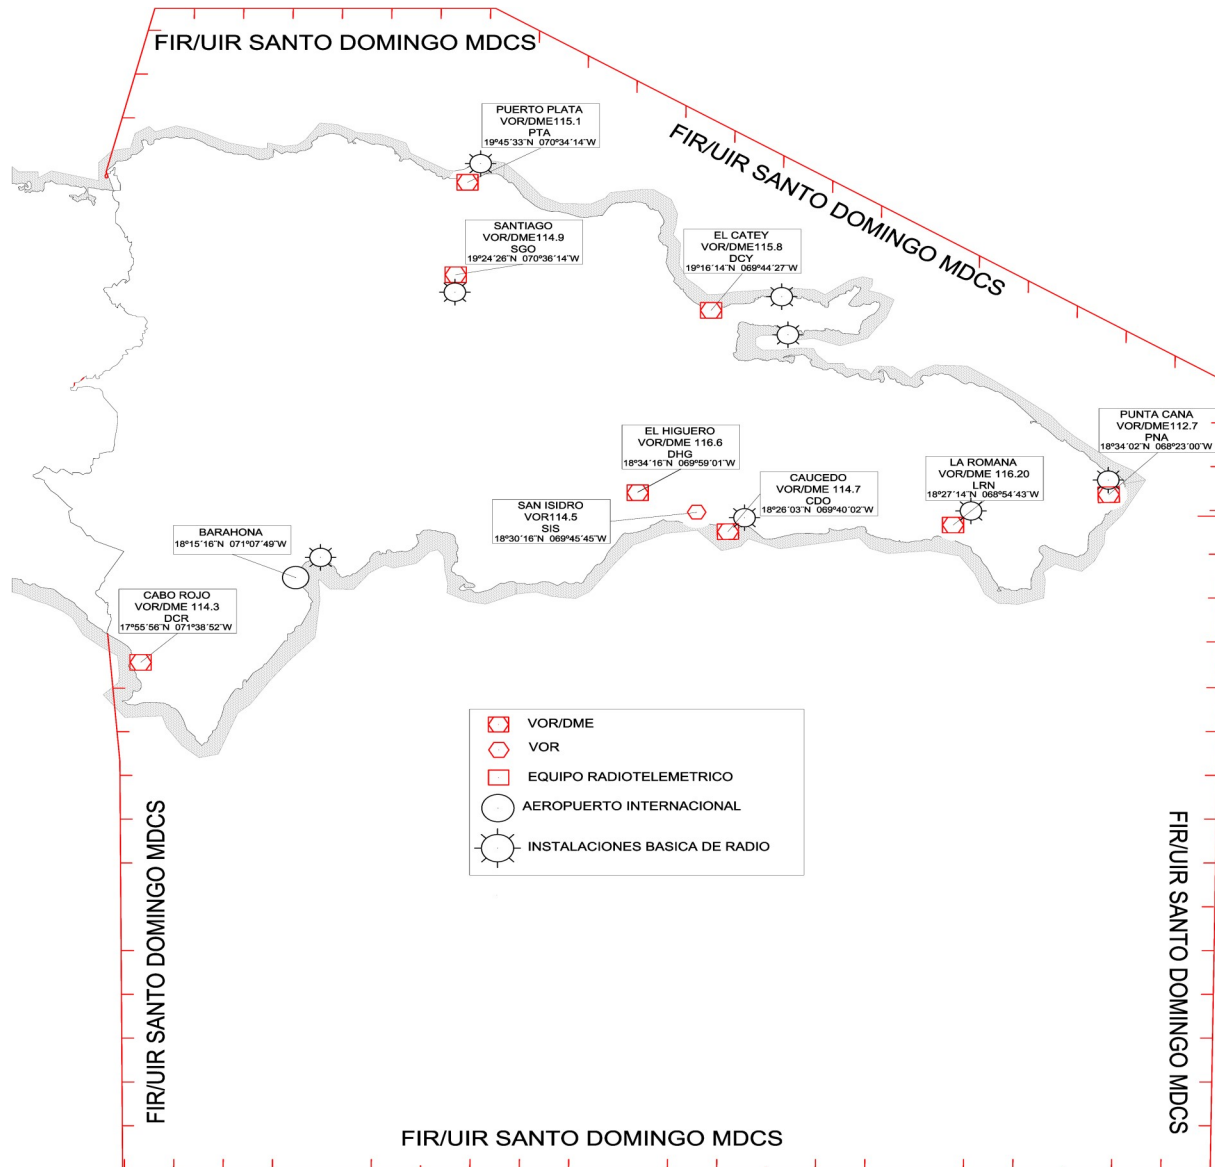 FIR/UIR SANTO DOMINGO MDCS
FIR/UIR SANTO DOMINGO MDCS
PUERTO PLATA
VOR/DME115.1
PTA
19º45´33¨N 070º34´14¨W
SANTIAGO
VOR/DME114.9
SGO
19º24´26¨N 070º36´14¨W
EL CATEY
VOR/DME115.8
DCY
19º16´14¨N 069º44´27¨W
PUNTA CANA
VOR/DME112.7
PNA
18º34´02¨N 068º23´00¨W
EL HIGUERO
VOR/DME 116.6
DHG
18º34´16¨N 069º59´01¨W
LA ROMANA
VOR/DME 116.20
LRN
18º27´14¨N 068º54´43¨W
CAUCEDO
VOR/DME 114.7
CDO
18º26´03¨N 069º40´02¨W
SAN ISIDRO
VOR114.5
SIS
18º30´16¨N 069º45´45¨W
BARAHONA
18º15´16¨N 071º07´49¨W
CABO ROJO
VOR/DME 114.3
DCR
17º55´56¨N 071º38´52¨W
VOR/DME
VOR
EQUIPO RADIOTELEMETRICO
AEROPUERTO INTERNACIONAL
INSTALACIONES BASICA DE RADIO
FIR/UIR SANTO DOMINGO MDCS
FIR/UIR SANTO DOMINGO MDCS
FIR/UIR SANTO DOMINGO MDCS